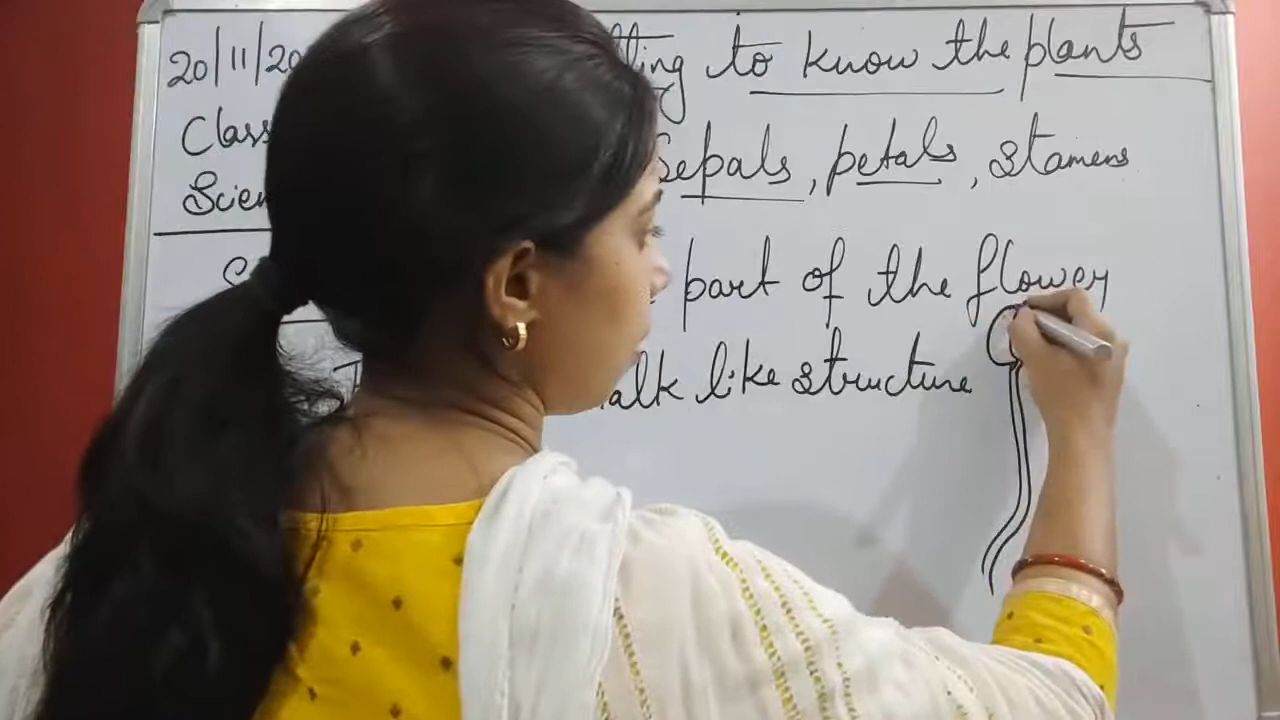 20/11/20 tting to know the plants
Class Sepals, petals, stamens
Scien
part of the flower
alk like structure